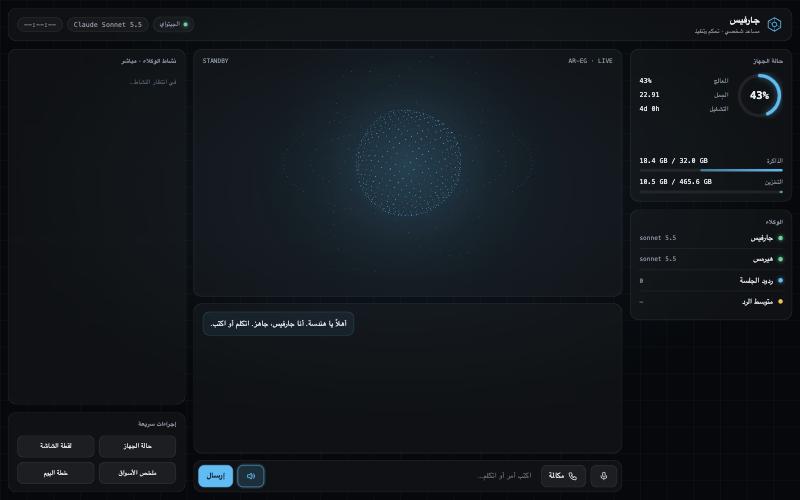 جارفيس
مساعد شخصي · تحكم بتنفيذ
الجيتواي
Claude Sonnet 5.5
--:--:--
حالة الجهاز
43%
المعالج 43%
الحمل 22.91
التشغيل 4d 0h
الذاكرة 18.4 GB / 32.0 GB
التخزين 10.5 GB / 465.6 GB
الوكلاء
جارفيس sonnet 5.5
هيرمس sonnet 5.5
ردود الجلسة 0
متوسط الرد —
AR-EG · LIVE
STANDBY
أهلاً يا هندسة. أنا جارفيس، جاهز. اتكلم أو اكتب.
مكالمة
اكتب أمر أو اتكلم...
إرسال
نشاط الوكلاء · مباشر
في انتظار النشاط...
إجراءات سريعة
حالة الجهاز
لقطة الشاشة
ملخص الأسواق
خطة اليوم